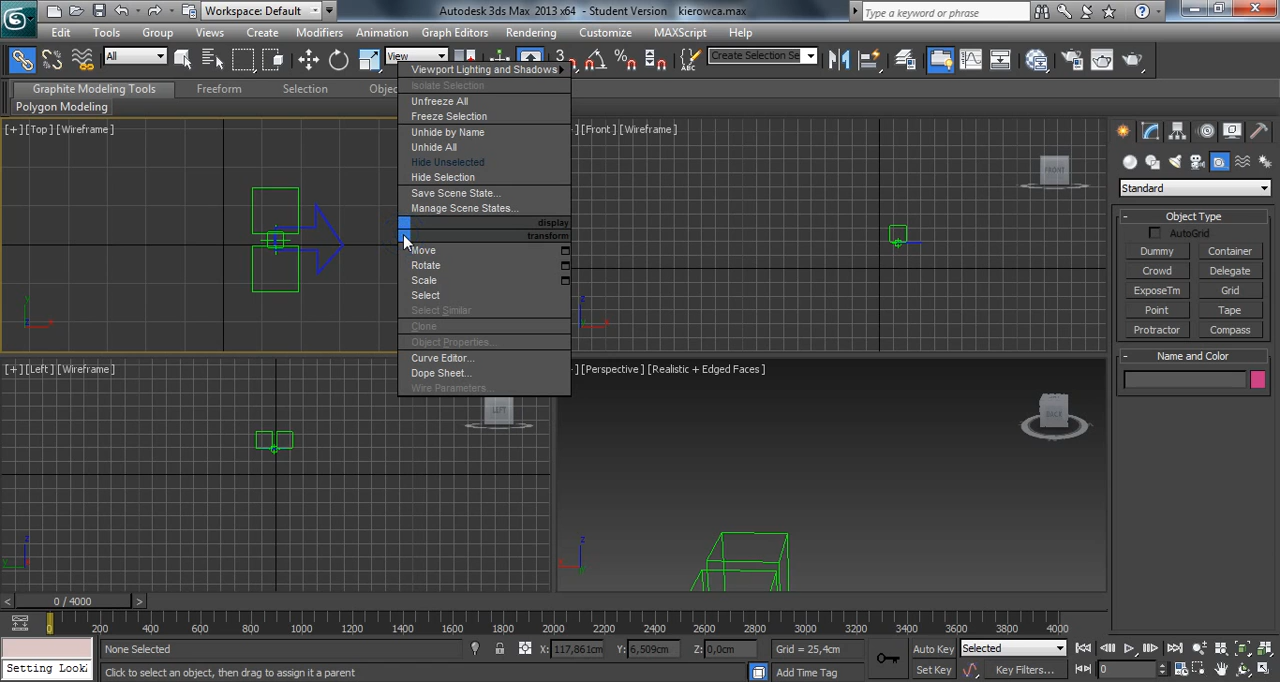 Workspace: Default
Autodesk 3ds Max 2013 x64 - Student Version kierowca.max
Type a keyword or phrase
Edit Tools Group Views Create Modifiers Animation Graph Editors Rendering Customize MAXScript Help
All
View
Create Selection Se
Graphite Modeling Tools Freeform Selection Objec
Polygon Modeling
[+] [Top] [Wireframe]
[Front] [Wireframe]
FRONT
Viewport Lighting and Shadows
Isolate Selection
Unfreeze All
Freeze Selection
Unhide by Name
Unhide All
Hide Unselected
Hide Selection
Save Scene State...
Manage Scene States...
display
transform
Move
Rotate
Scale
Select
Select Similar
Clone
Object Properties...
Curve Editor...
Dope Sheet...
Wire Parameters...
Standard
Object Type
AutoGrid
Dummy Container
Crowd Delegate
ExposeTm Grid
Point Tape
Protractor Compass
Name and Color
[+] [Left] [Wireframe]
LEFT
[Perspective] [Realistic + Edged Faces]
BACK
0 / 4000
0 200 400 600 800 1000 1200 1400 1600 1800 2000 2200 2400 2600 2800 3000 3200 3400 3600 3800 4000
None Selected
X: 117,861cm Y: 6,509cm Z: 0,0cm Grid = 25,4cm
Auto Key Selected
Setting Look
Click to select an object, then drag to assign it a parent
Add Time Tag
Set Key Key Filters... 0